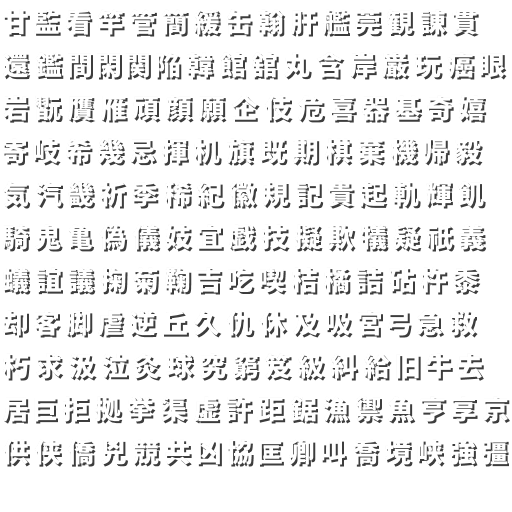 甘監看竿管簡緩缶翰肝艦莞観諌貫
還鑑間閑関陥韓館舘丸含岸巌玩癌眼
岩翫贋雁頑顔願企伎危喜器基奇嬉
寄岐希幾忌揮机旗既期棋棄機帰毅
気汽畿祈季稀紀徽規記貴起軌輝飢
騎鬼亀偽儀妓宜戯技擬欺犠疑祇義
蟻誼議掬菊鞠吉吃喫桔橘詰砧杵黍
却客脚虐逆丘久仇休及吸宮弓急救
朽求汲泣灸球究窮笈級糾給旧牛去
居巨拒拠挙渠虚許距鋸漁禦魚亨享京
供侠僑兇競共凶協匡卿叫喬境峡強彊